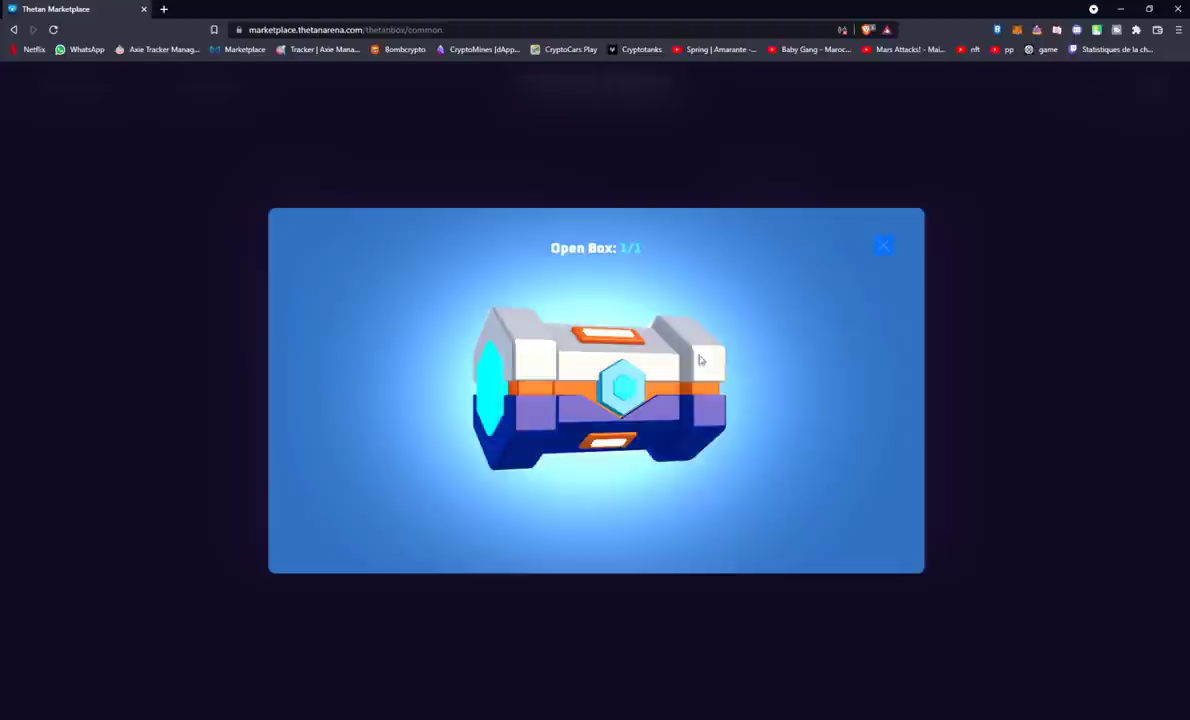 Thetan Marketplace
marketplace.thetanarena.com/thetanbox/common
Netflix WhatsApp Axie Tracker Manag... Marketplace Tracker | Axie Mana... Bombcrypto CryptoMines [dApp... CryptoCars Play Cryptotanks Spring | Amarante -... Baby Gang - Maroc... Mars Attacks! - Mai... nft pp game Statistiques de la ch...
Open Box: 1/1